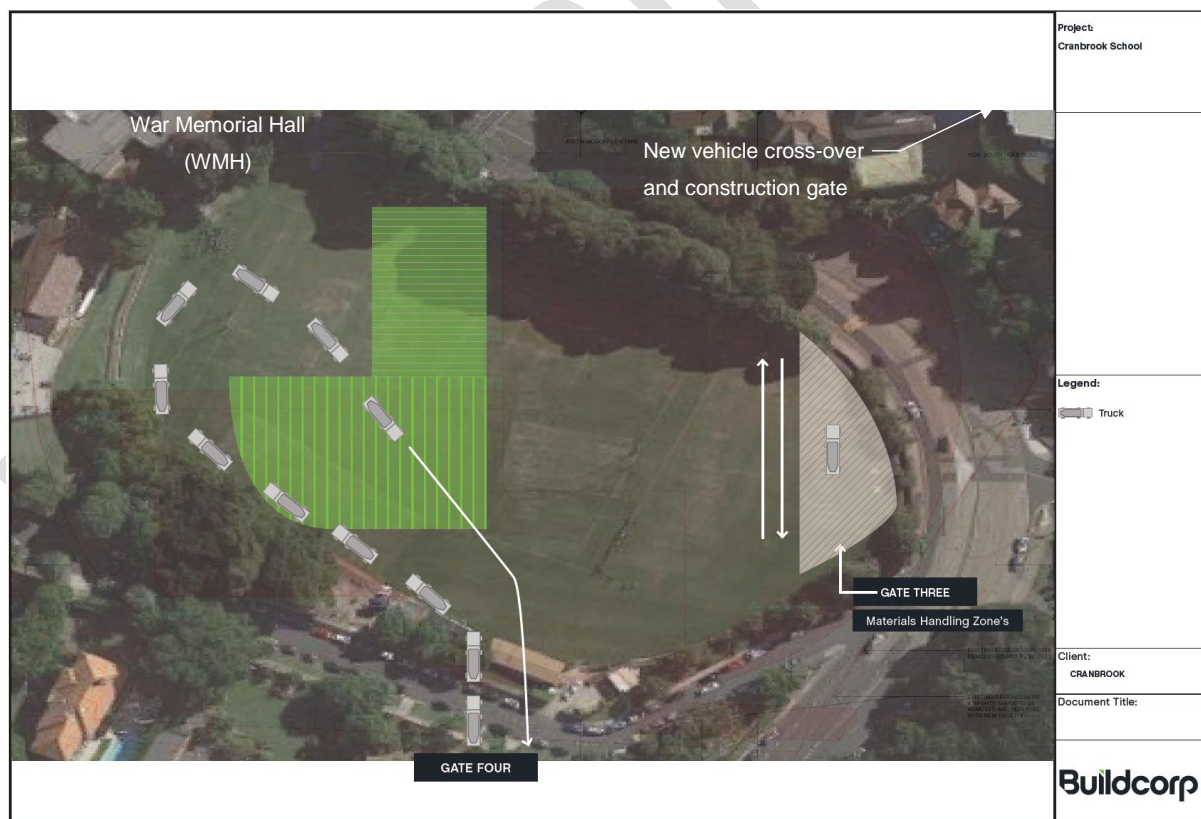 Project:
Cranbrook School
War Memorial Hall
(WMH)
New vehicle cross-over
and construction gate
Legend:
Truck
GATE THREE
Materials Handling Zone's
Client:
CRANBROOK
Document Title:
GATE FOUR
Buildcorp